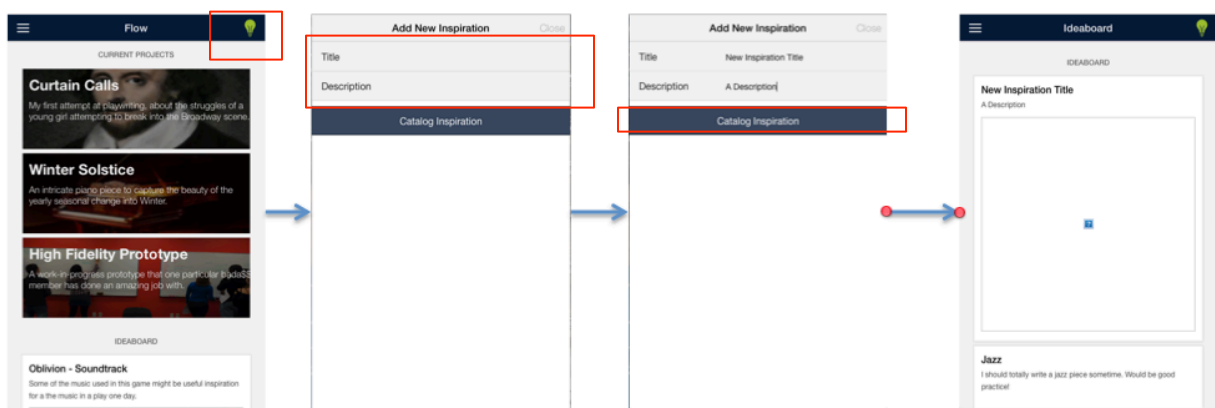 Flow
CURRENT PROJECTS
Curtain Calls
My first attempt at playwriting, about the struggles of a
young girl attempting to break into the Broadway scene.
Winter Solstice
An intricate piano piece to capture the beauty of the
yearly seasonal change into Winter.
High Fidelity Prototype
A work-in-progress prototype that one particular bada$$
member has done an amazing job with.
IDEABOARD
Oblivion - Soundtrack
Some of the music used in this game might be useful inspiration
for a the music in a play one day.
Add New Inspiration
Close
Title
Description
Catalog Inspiration
Add New Inspiration
Close
Title
New Inspiration Title
Description
A Description
Catalog Inspiration
Ideaboard
IDEABOARD
New Inspiration Title
A Description
?
Jazz
I should totally write a jazz piece sometime. Would be good
practice!